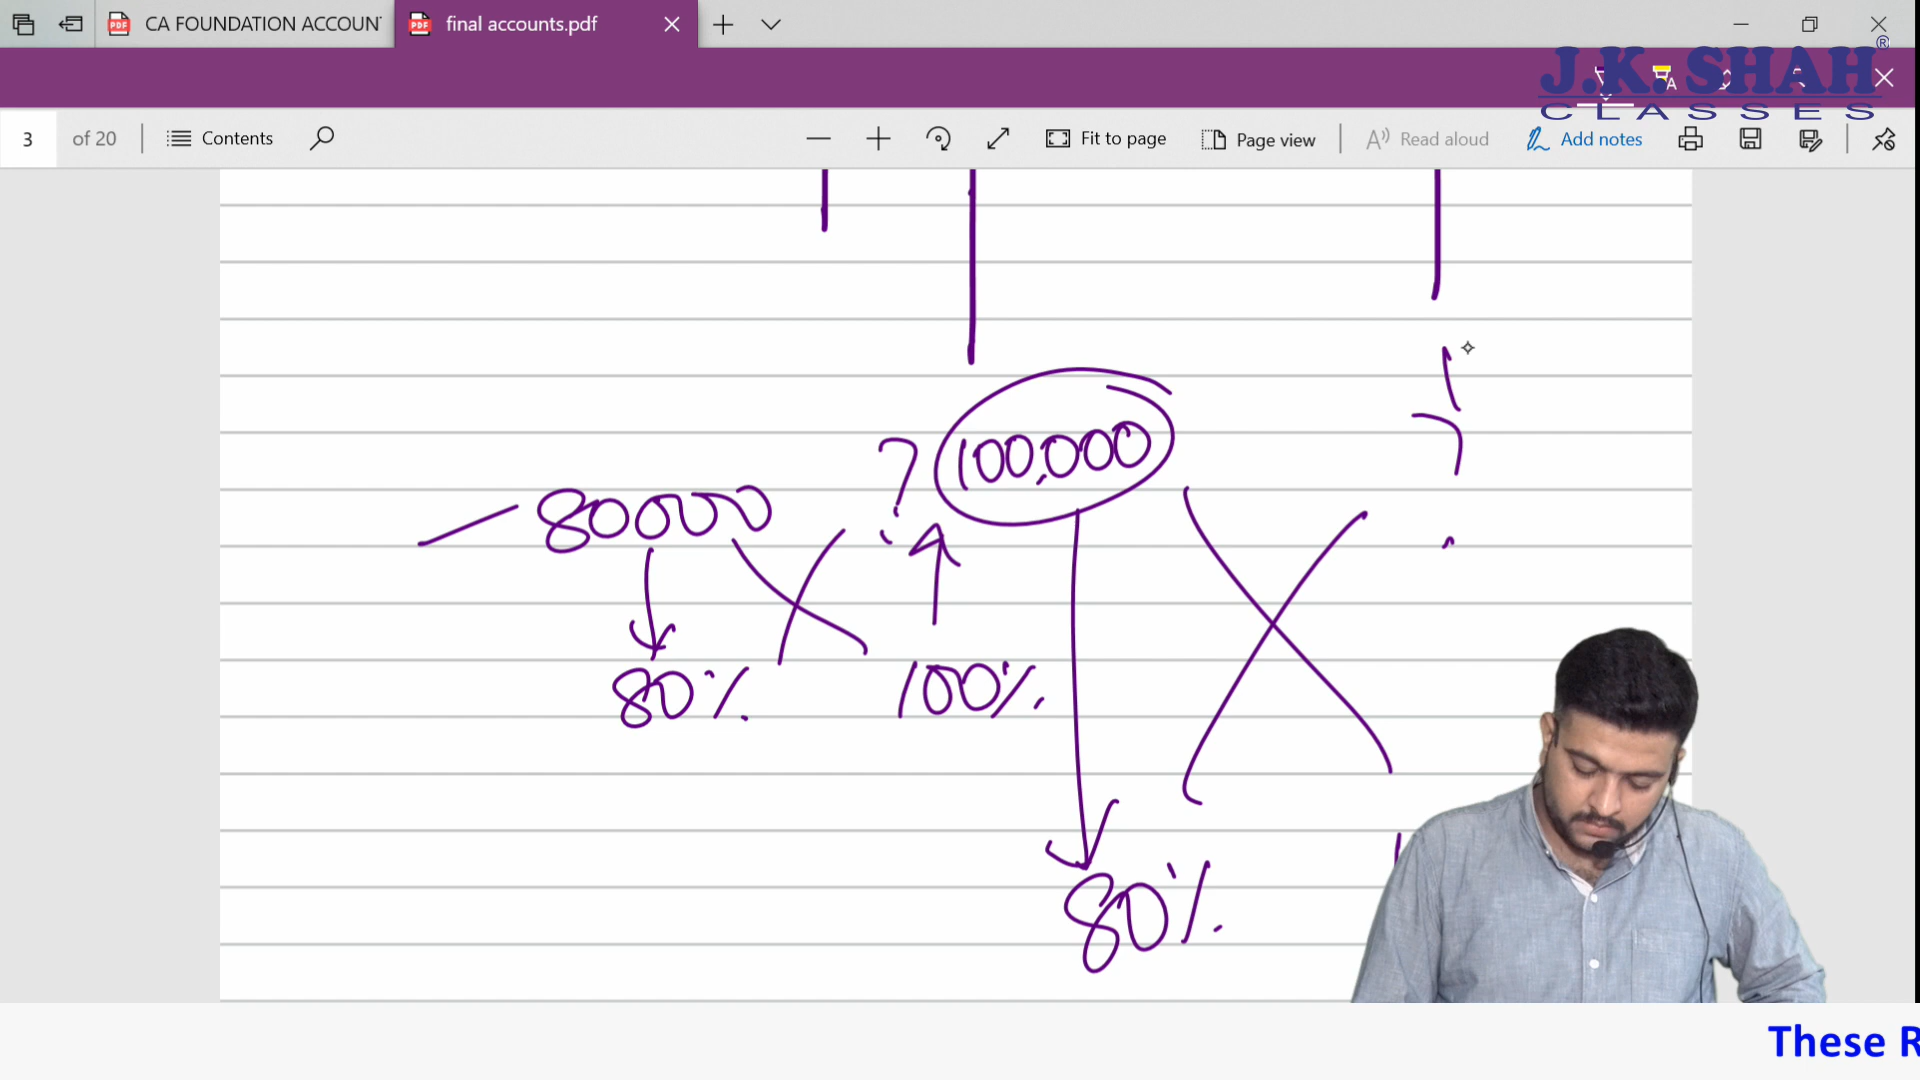 CA FOUNDATION ACCOUN
final accounts.pdf
J.K. SHAH®
CLASSES
3 of 20 Contents Fit to page Page view Read aloud Add notes
? 100,000 ?
80000
80% 100%
80%
These R